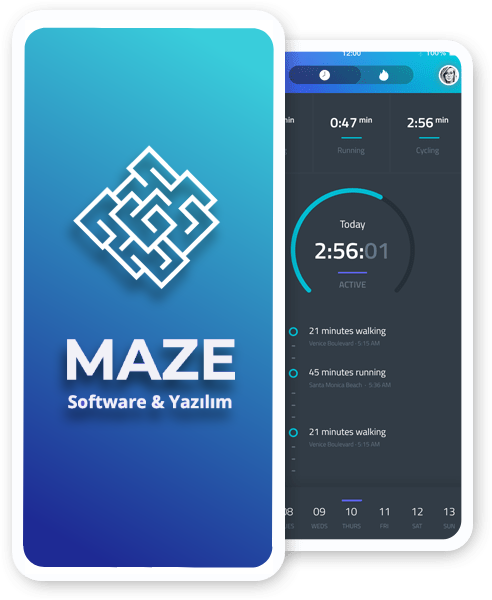 MAZE
Software & Yazılım
12:00
100%
min
0:47 min
2:56 min
Running
Cycling
Today
2:56:01
ACTIVE
21 minutes walking
Venice Boulevard - 5:15 AM
45 minutes running
Santa Monica Beach - 5:36 AM
21 minutes walking
Venice Boulevard - 5:15 AM
08 09 10 11 12 13
WEDS THURS FRI SAT SUN